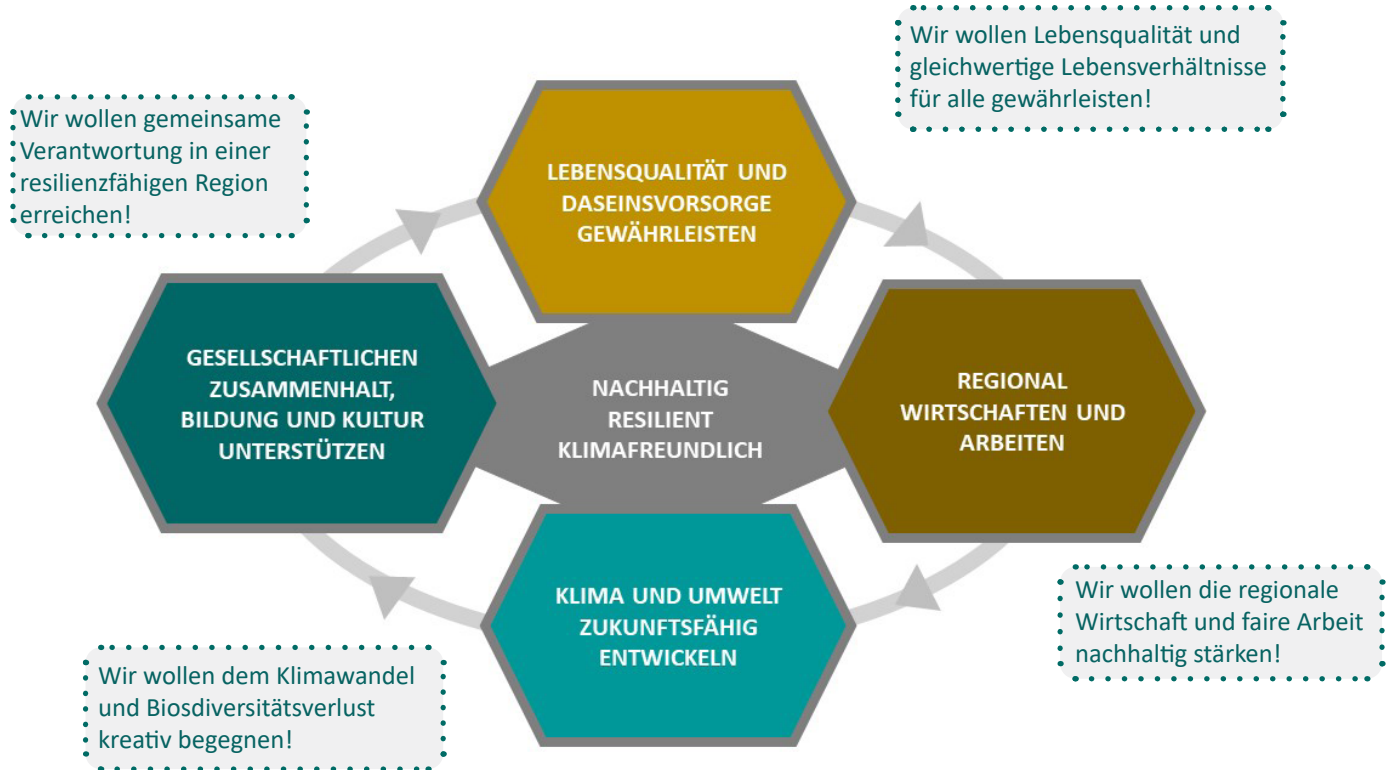 Wir wollen Lebensqualität und
gleichwertige Lebensverhältnisse
für alle gewährleisten!
Wir wollen gemeinsame
Verantwortung in einer
resilienzfähigen Region
erreichen!
LEBENSQUALITÄT UND
DASEINSVORSORGE
GEWÄHRLEISTEN
GESELLSCHAFTLICHEN
ZUSAMMENHALT,
BILDUNG UND KULTUR
UNTERSTÜTZEN
NACHHALTIG
RESILIENT
KLIMAFREUNDLICH
REGIONAL
WIRTSCHAFTEN UND
ARBEITEN
KLIMA UND UMWELT
ZUKUNFTSFÄHIG
ENTWICKELN
Wir wollen die regionale
Wirtschaft und faire Arbeit
nachhaltig stärken!
Wir wollen dem Klimawandel
und Biosdiversitätsverlust
kreativ begegnen!